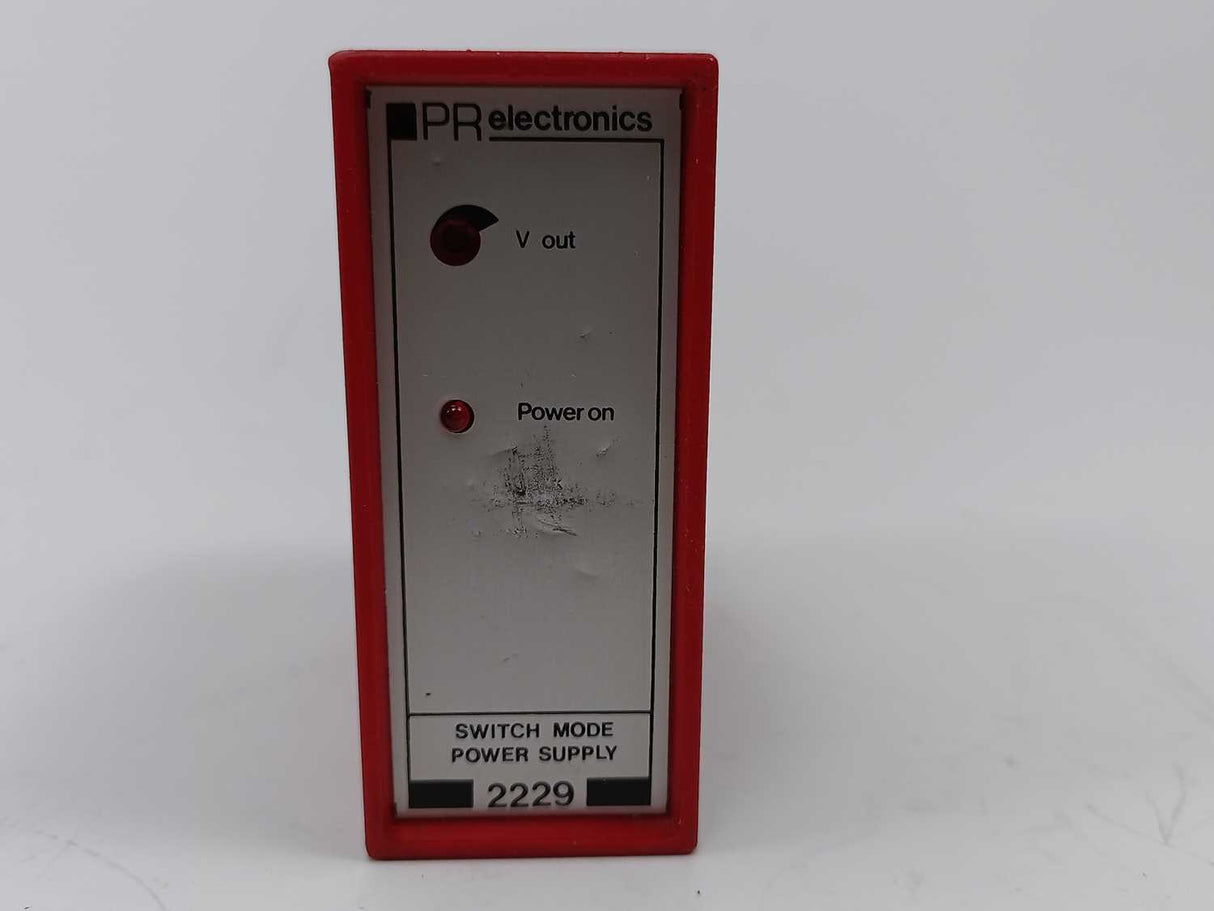 PR electronics
V out
Power on
SWITCH MODE
POWER SUPPLY
2229